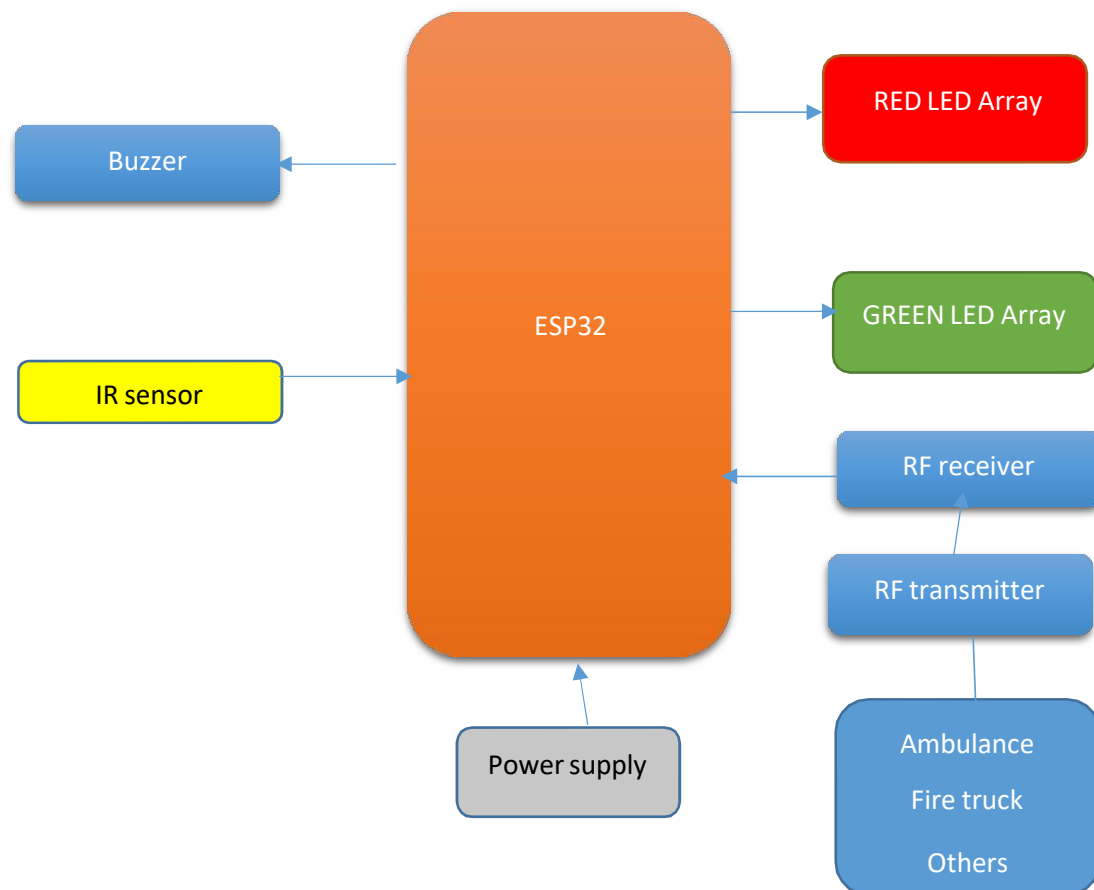 RED LED Array
Buzzer
ESP32
GREEN LED Array
IR sensor
RF receiver
RF transmitter
Power supply
Ambulance
Fire truck
Others